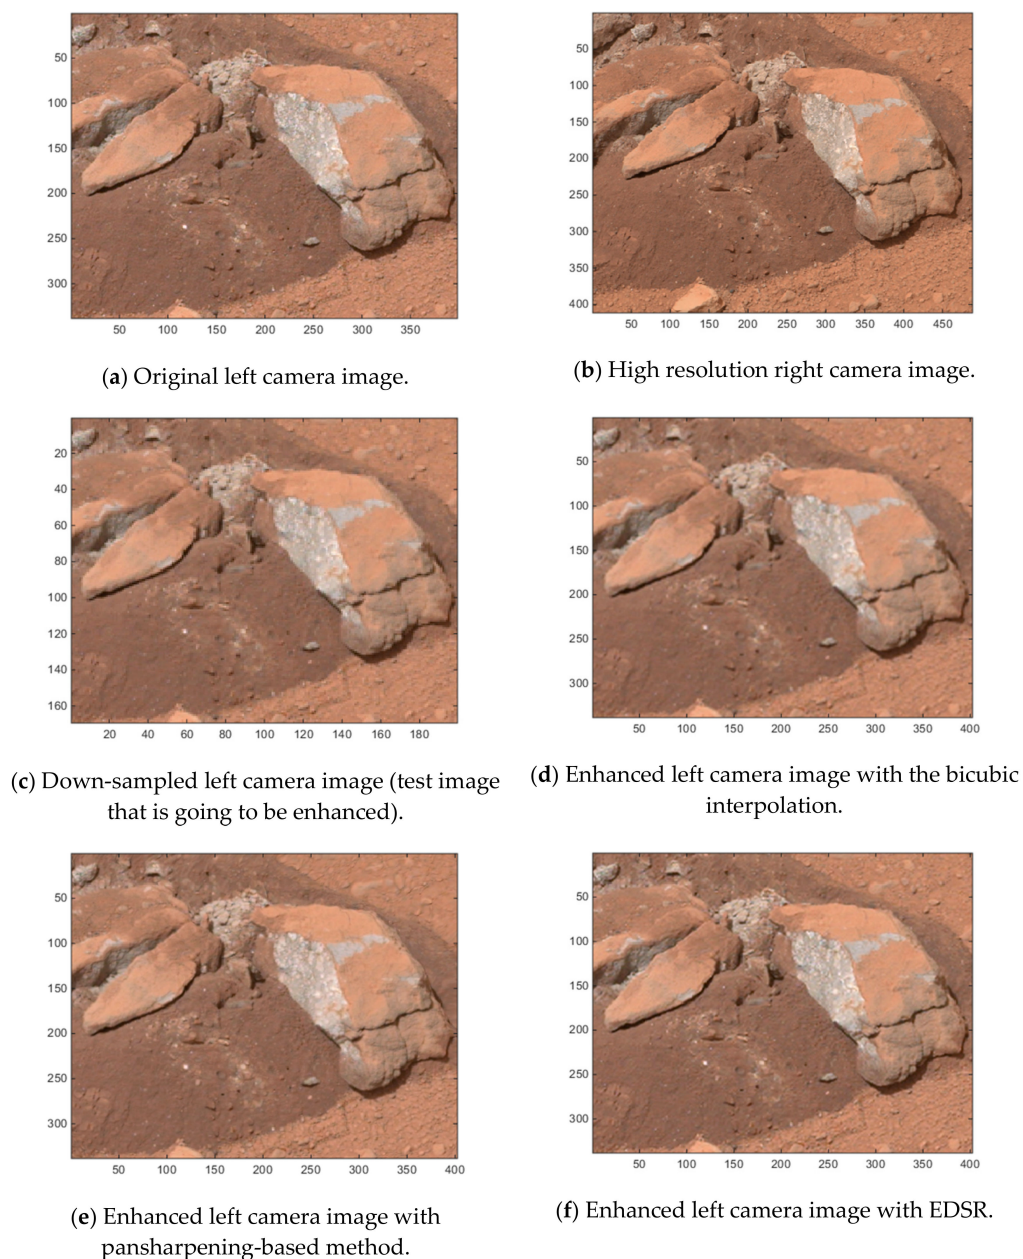 50
100
150
200
250
300
50 100 150 200 250 300 350
(a) Original left camera image.
50
100
150
200
250
300
350
400
50 100 150 200 250 300 350 400 450
(b) High resolution right camera image.
20
40
60
80
100
120
140
160
20 40 60 80 100 120 140 160 180
(c) Down-sampled left camera image (test image
that is going to be enhanced).
50
100
150
200
250
300
50 100 150 200 250 300 350 400
(d) Enhanced left camera image with the bicubic
interpolation.
50
100
150
200
250
300
50 100 150 200 250 300 350 400
(e) Enhanced left camera image with
pansharpening-based method.
50
100
150
200
250
300
50 100 150 200 250 300 350 400
(f) Enhanced left camera image with EDSR.